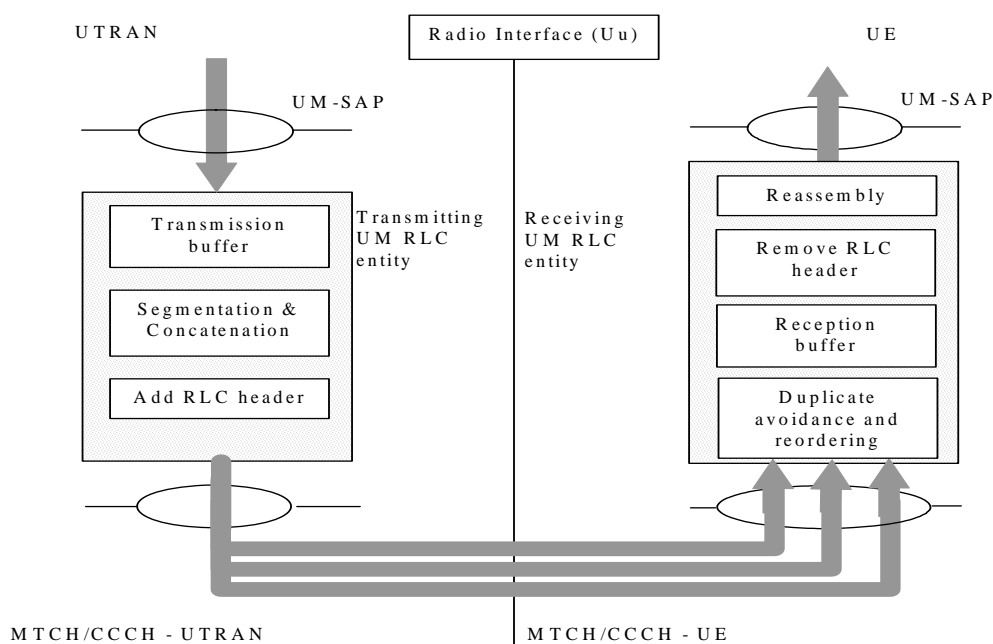 UTRAN
Radio Interface (Uu)
UE
UM-SAP
UM-SAP
Transmission
buffer
Segmentation &
Concatenation
Add RLC header
Transmitting
UM RLC
entity
Receiving
UM RLC
entity
Reassembly
Remove RLC
header
Reception
buffer
Duplicate
avoidance and
reordering
MTCH/CCCH - UTRAN
MTCH/CCCH - UE